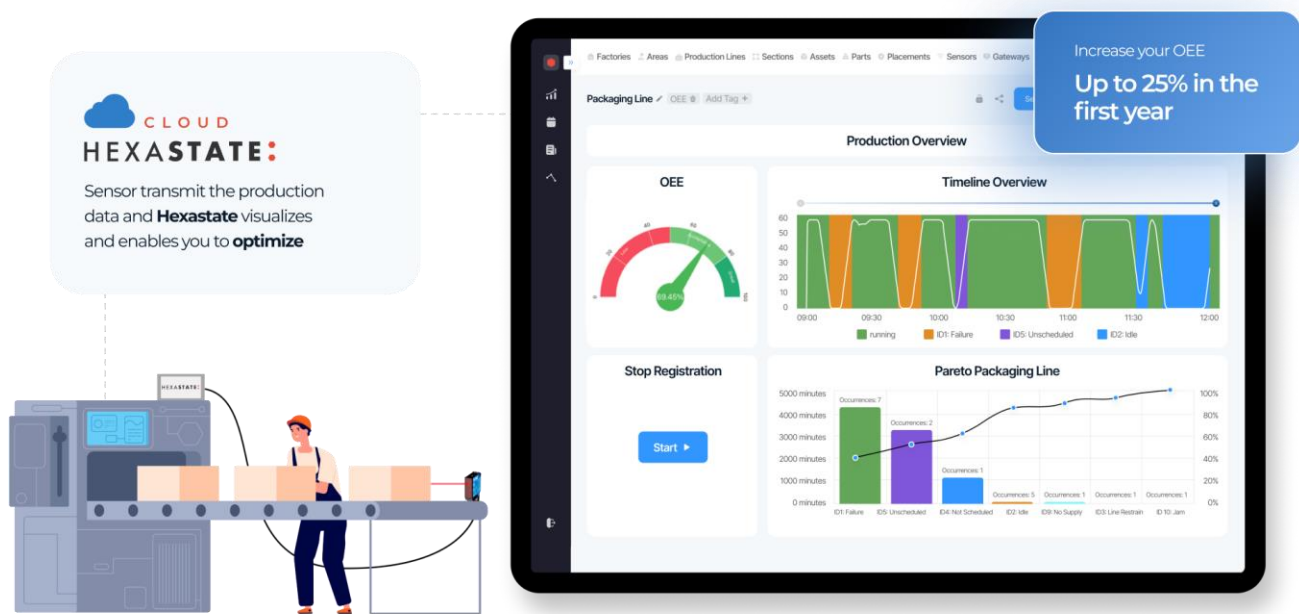 CLOUD
HEXASTATE:
Sensor transmit the production
data and Hexastate visualizes
and enables you to optimize
HEXASTATE:
Factories Areas Production Lines Sections Assets Parts Placements Sensors Gateways
Packaging Line OEE Add Tag +
Increase your OEE
Up to 25% in the
first year
Production Overview
OEE
0 20 40 60 80 100
69.45%
Timeline Overview
60
50
40
30
20
10
0
09:00 09:30 10:00 10:30 11:00 11:30 12:00
running ID1: Failure ID5: Unscheduled ID2: Idle
Stop Registration
Start
Pareto Packaging Line
5000 minutes
4000 minutes
3000 minutes
2000 minutes
1000 minutes
0 minutes
100%
80%
60%
40%
20%
0%
Occurrences: 7
Occurrences: 2
Occurrences: 1
Occurrences: 5
Occurrences: 1
Occurrences: 1
Occurrences: 1
ID1: Failure ID5: Unscheduled ID4: Not Scheduled ID2: Idle ID9: No Supply ID3: Line Restrain ID 10: Jam